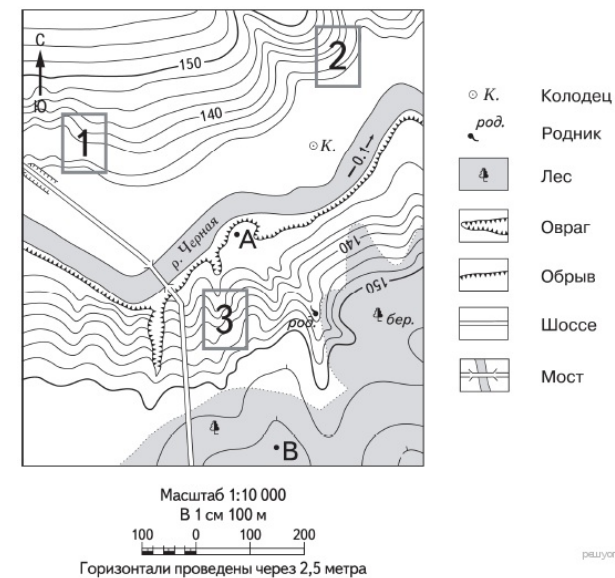 С
Ю
150
140
1
2
К.
0.1
р. Черная
А
140
150
3
род.
бер.
В
К. Колодец
род. Родник
Лес
Овраг
Обрыв
Шоссе
Мост
Масштаб 1:10 000
В 1 см 100 м
100 0 100 200
Горизонтали проведены через 2,5 метра